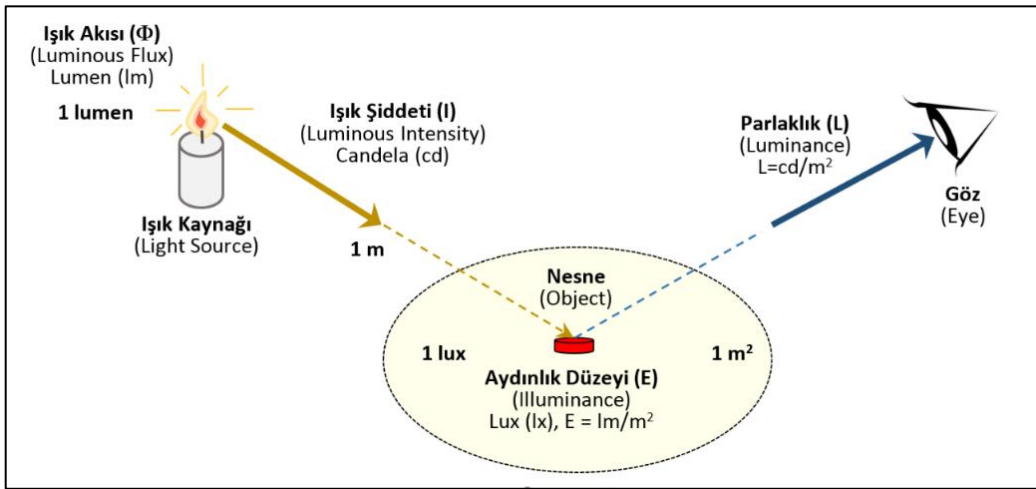 Işık Akısı (Φ)
(Luminous Flux)
Lumen (lm)
1 lumen
Işık Kaynağı
(Light Source)
Işık Şiddeti (I)
(Luminous Intensity)
Candela (cd)
1 m
Parlaklık (L)
(Luminance)
L=cd/m²
Göz
(Eye)
Nesne
(Object)
1 lux
1 m²
Aydınlık Düzeyi (E)
(Illuminance)
Lux (lx), E = lm/m²